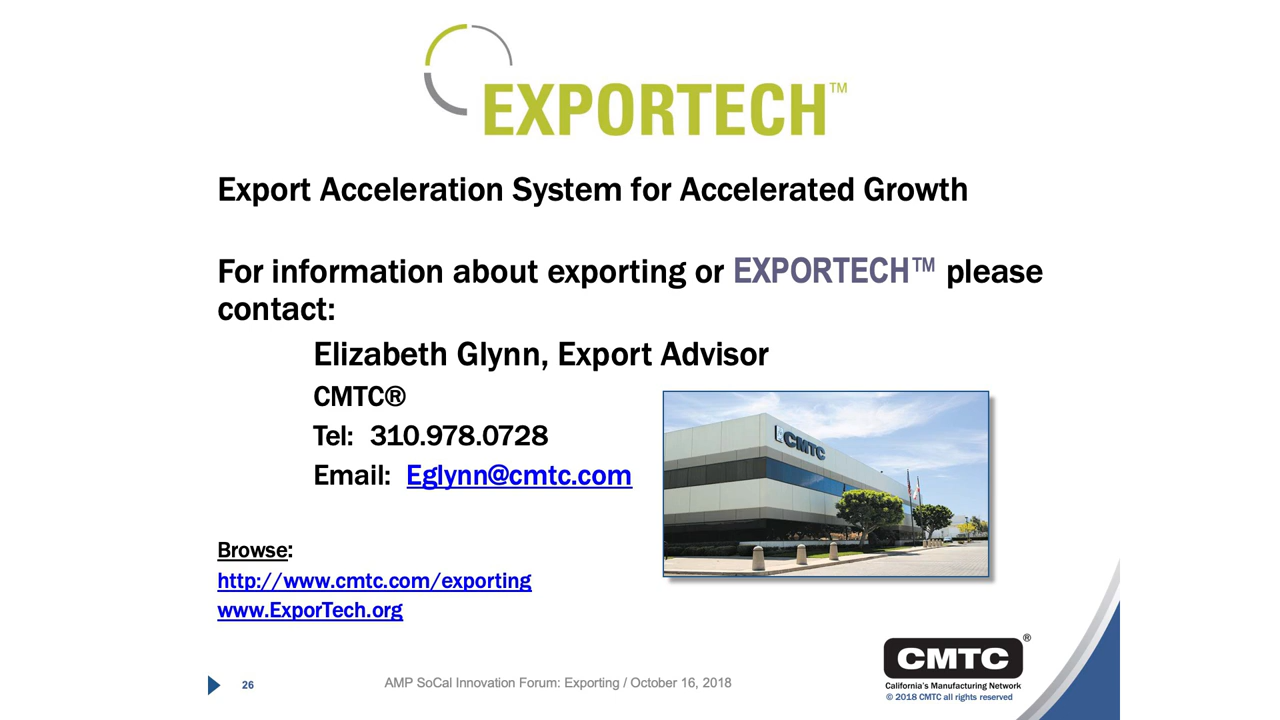 EXPORTECH™
Export Acceleration System for Accelerated Growth
For information about exporting or EXPORTECH™ please
contact:
Elizabeth Glynn, Export Advisor
CMTC®
Tel: 310.978.0728
Email: Eglynn@cmtc.com
CMTC
Browse:
http://www.cmtc.com/exporting
www.ExporTech.org
CMTC®
California's Manufacturing Network
© 2018 CMTC all rights reserved
26
AMP SoCal Innovation Forum: Exporting / October 16, 2018